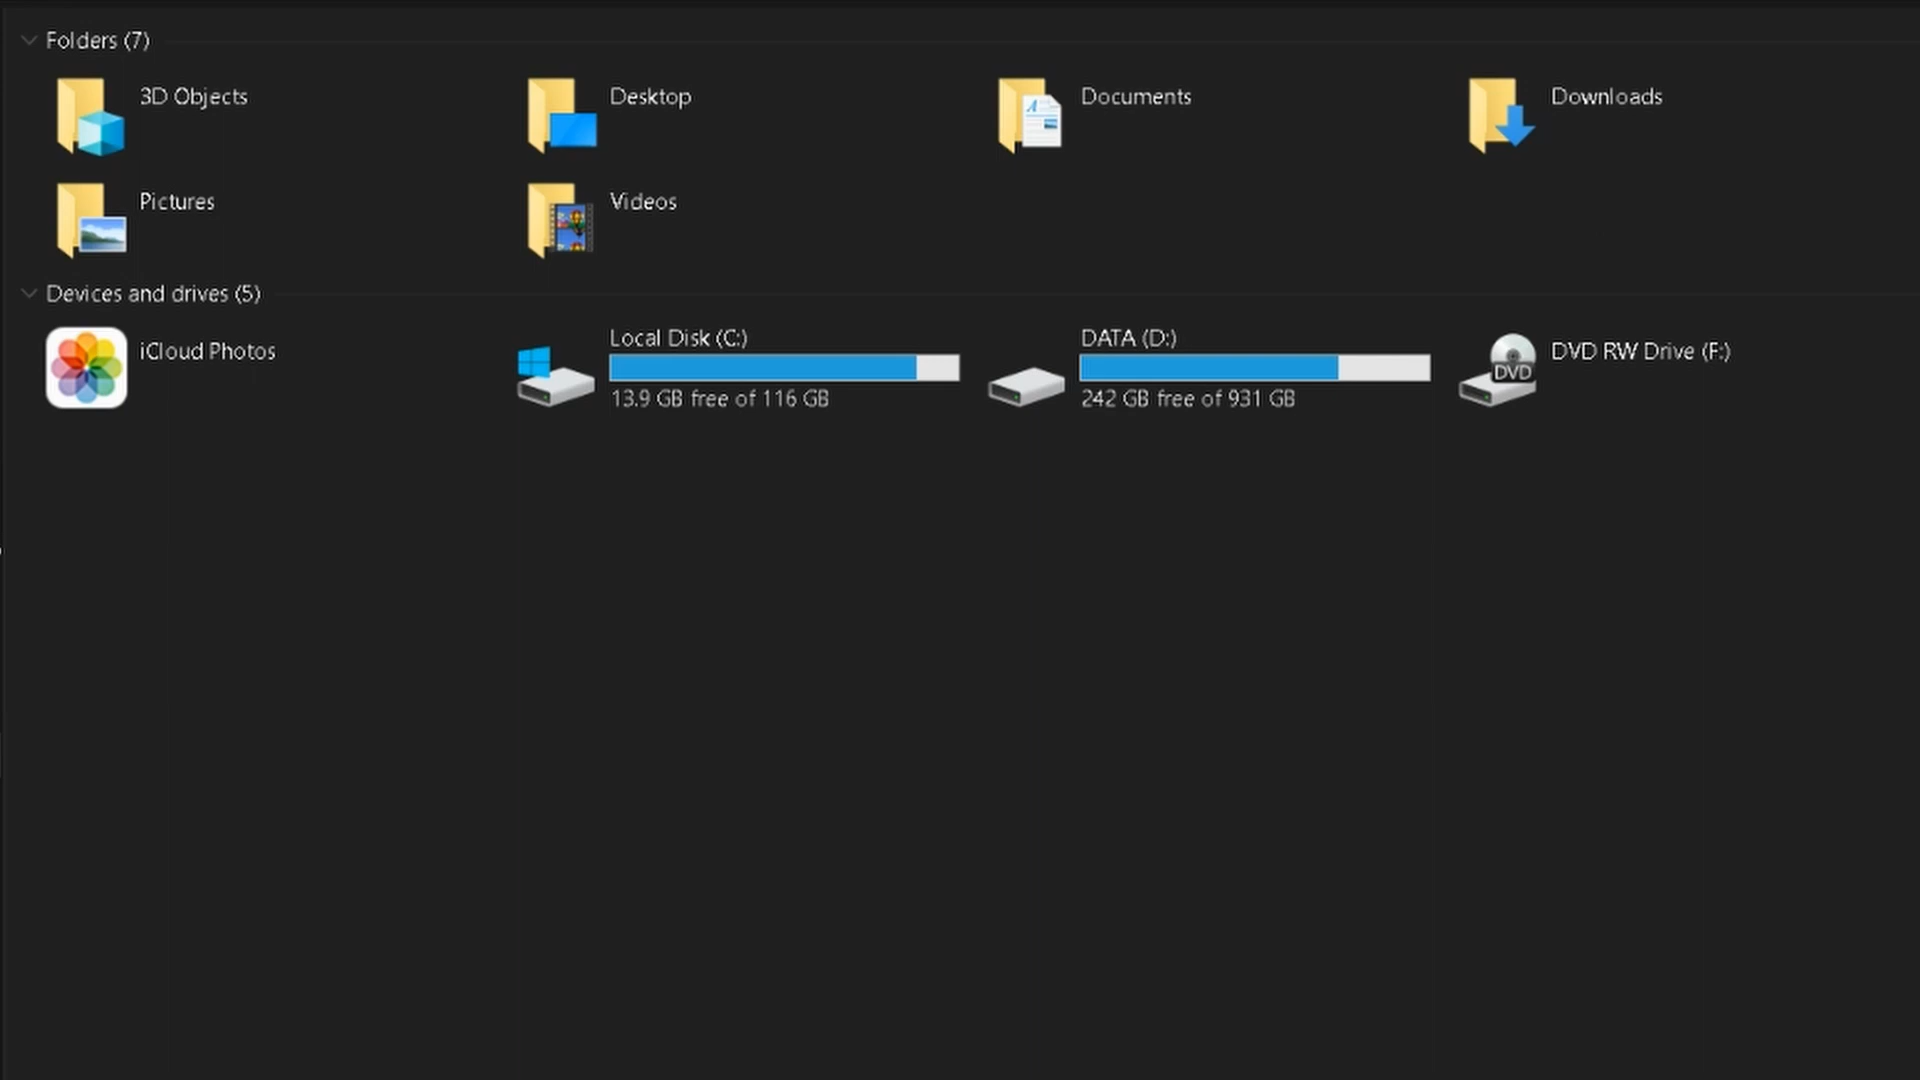 Folders (7)
3D Objects
Desktop
Documents
Downloads
Pictures
Videos
Devices and drives (5)
iCloud Photos
Local Disk (C:)
13.9 GB free of 116 GB
DATA (D:)
242 GB free of 931 GB
DVD RW Drive (F:)
DVD